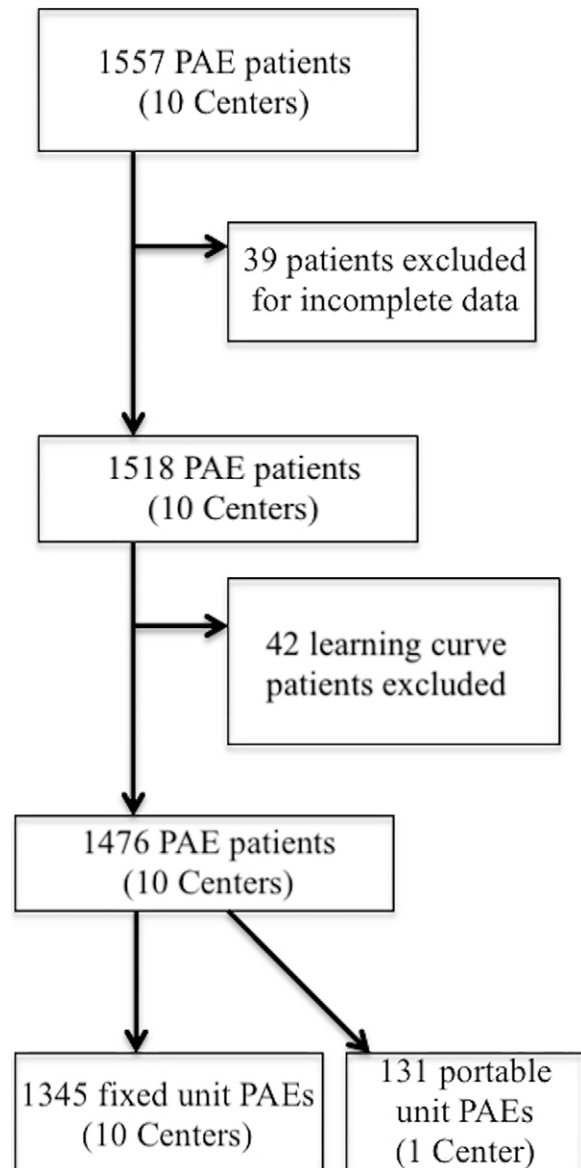 1557 PAE patients
(10 Centers)
39 patients excluded
for incomplete data
1518 PAE patients
(10 Centers)
42 learning curve
patients excluded
1476 PAE patients
(10 Centers)
1345 fixed unit PAEs
(10 Centers)
131 portable
unit PAEs
(1 Center)